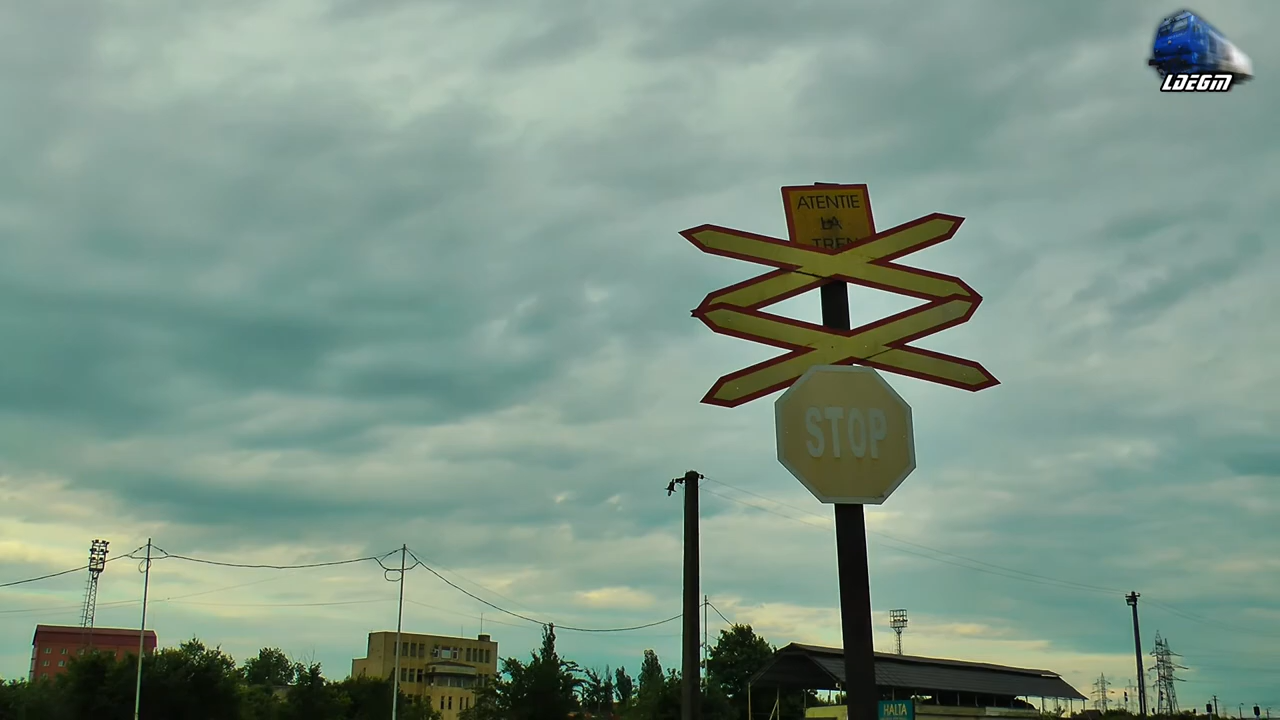 LDEGM
ATENTIE
LA
TREN
STOP
HALTA